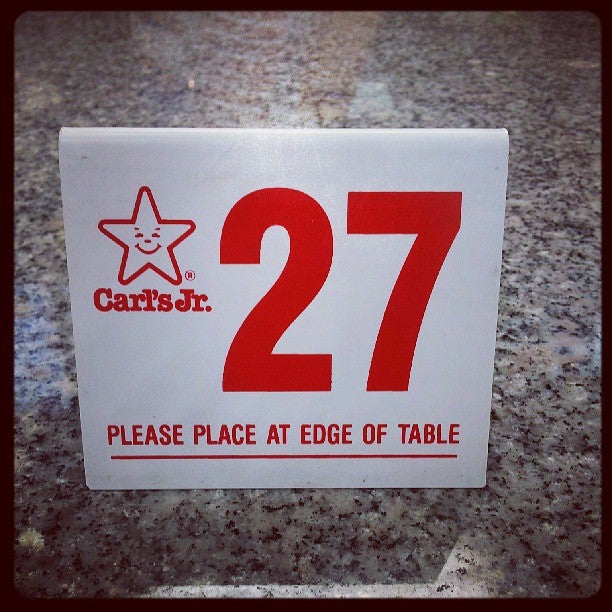 27
®
Carl's Jr.
PLEASE PLACE AT EDGE OF TABLE